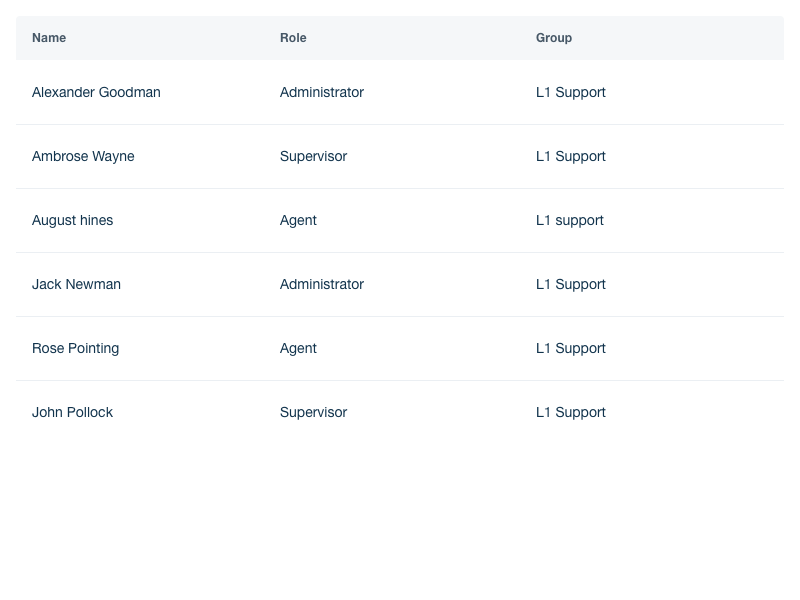 Name Role Group
Alexander Goodman Administrator L1 Support
Ambrose Wayne Supervisor L1 Support
August hines Agent L1 support
Jack Newman Administrator L1 Support
Rose Pointing Agent L1 Support
John Pollock Supervisor L1 Support